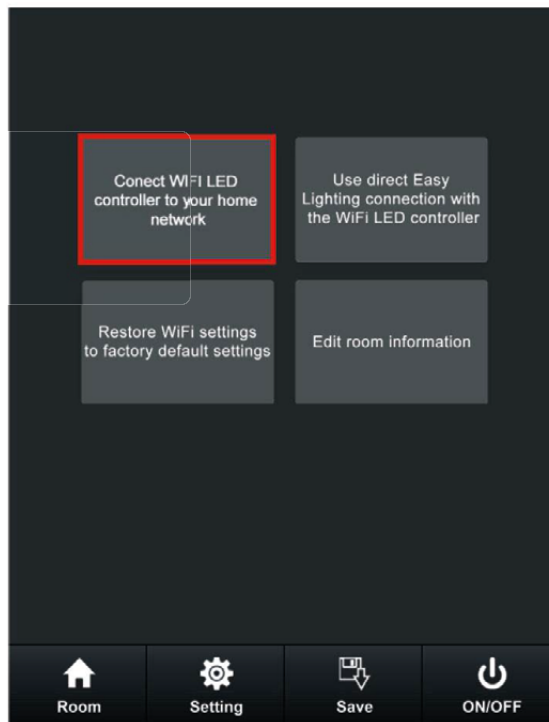 Conect WIFI LED
controller to your home
network
Use direct Easy
Lighting connection with
the WiFi LED controller
Restore WiFi settings
to factory default settings
Edit room information
Room
Setting
Save
ON/OFF